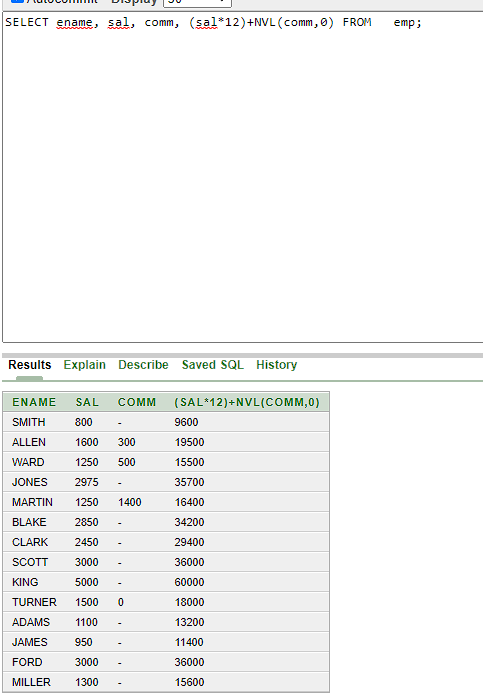 Autocommit Display 50
SELECT ename, sal, comm, (sal*12)+NVL(comm,0) FROM emp;
Results Explain Describe Saved SQL History
ENAME SAL COMM (SAL*12)+NVL(COMM,0)
SMITH 800 - 9600
ALLEN 1600 300 19500
WARD 1250 500 15500
JONES 2975 - 35700
MARTIN 1250 1400 16400
BLAKE 2850 - 34200
CLARK 2450 - 29400
SCOTT 3000 - 36000
KING 5000 - 60000
TURNER 1500 0 18000
ADAMS 1100 - 13200
JAMES 950 - 11400
FORD 3000 - 36000
MILLER 1300 - 15600